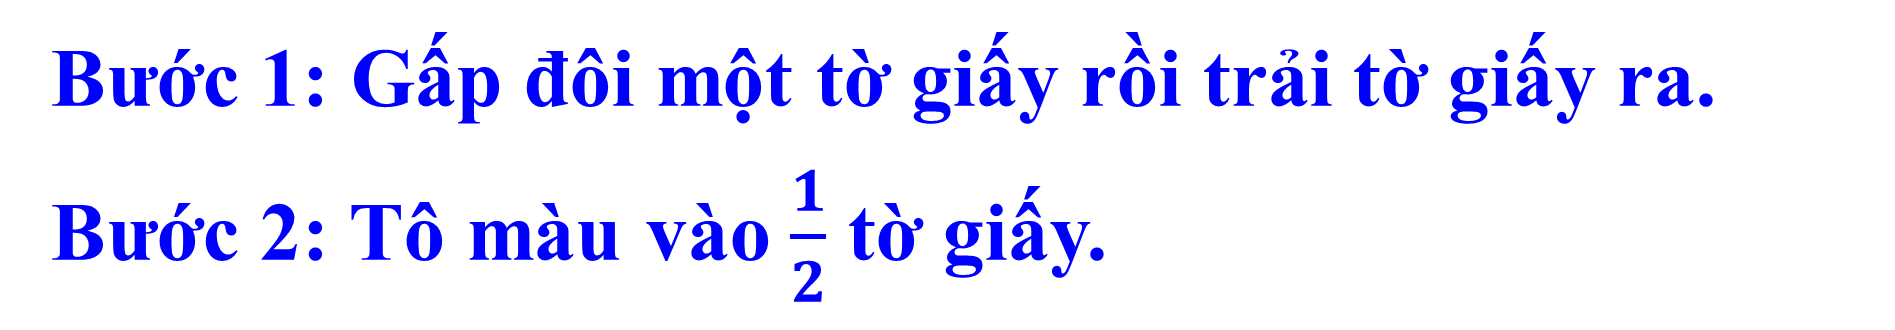 Bước 1: Gấp đôi một tờ giấy rồi trải tờ giấy ra.
Bước 2: Tô màu vào 1/2 tờ giấy.